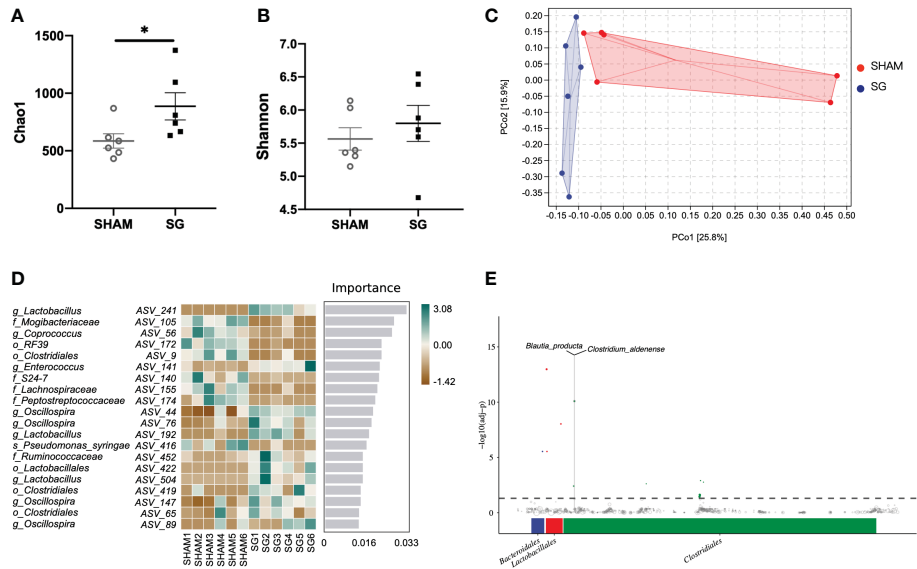 A
1500
1000
500
0
Chao1
*
SHAM
SG
B
7.0
6.5
6.0
5.5
5.0
4.5
Shannon
SHAM
SG
C
0.20
0.15
0.10
0.05
0.00
-0.05
-0.10
-0.15
-0.20
-0.25
-0.30
-0.35
PCo2 [15.9%]
-0.15 -0.10 -0.05 0.00 0.05 0.10 0.15 0.20 0.25 0.30 0.35 0.40 0.45 0.50
PCo1 [25.8%]
SHAM
SG
D
Importance
g_Lactobacillus ASV_241
f_Mogibacteriaceae ASV_105
g_Coprococcus ASV_56
o_RF39 ASV_172
o_Clostridiales ASV_9
g_Enterococcus ASV_141
f_S24-7 ASV_140
f_Lachnospiraceae ASV_155
f_Peptostreptococcaceae ASV_174
g_Oscillospira ASV_44
g_Oscillospira ASV_76
g_Lactobacillus ASV_192
s_Pseudomonas_syringae ASV_416
f_Ruminococcaceae ASV_452
o_Lactobacillales ASV_422
g_Lactobacillus ASV_504
o_Clostridiales ASV_419
g_Oscillospira ASV_147
o_Clostridiales ASV_65
g_Oscillospira ASV_89
SHAM1 SHAM2 SHAM3 SHAM4 SHAM5 SHAM6 SG1 SG2 SG3 SG4 SG5 SG6
0 0.016 0.033
3.08
0.00
-1.42
E
15
10
5
0
-log10(adj-p)
Blautia_producta
Clostridium_aldenense
Bacteroidales
Lactobacillales
Clostridiales